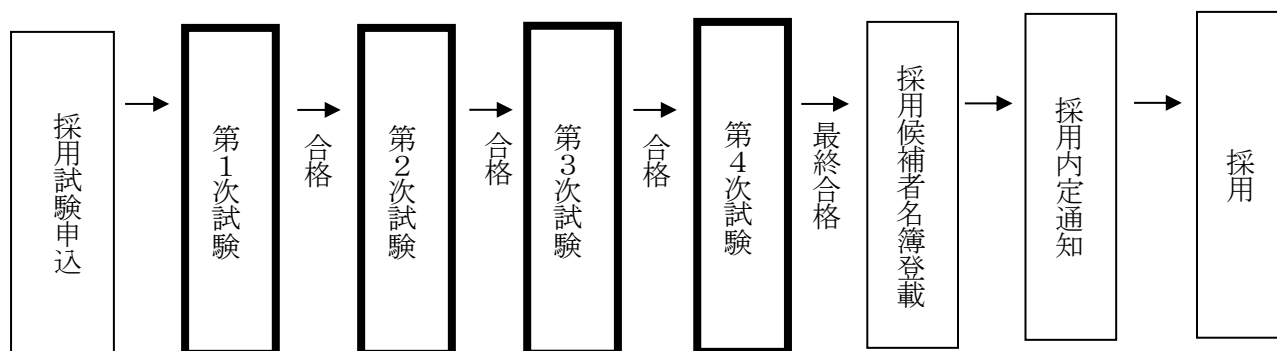 採用試験申込
第１次試験
合格
第２次試験
合格
第３次試験
合格
第４次試験
最終合格
採用候補者名簿登載
採用内定通知
採用